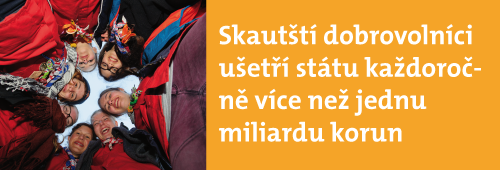 Skautští dobrovolníci
ušetří státu každoroč-
ně více než jednu
miliardu korun